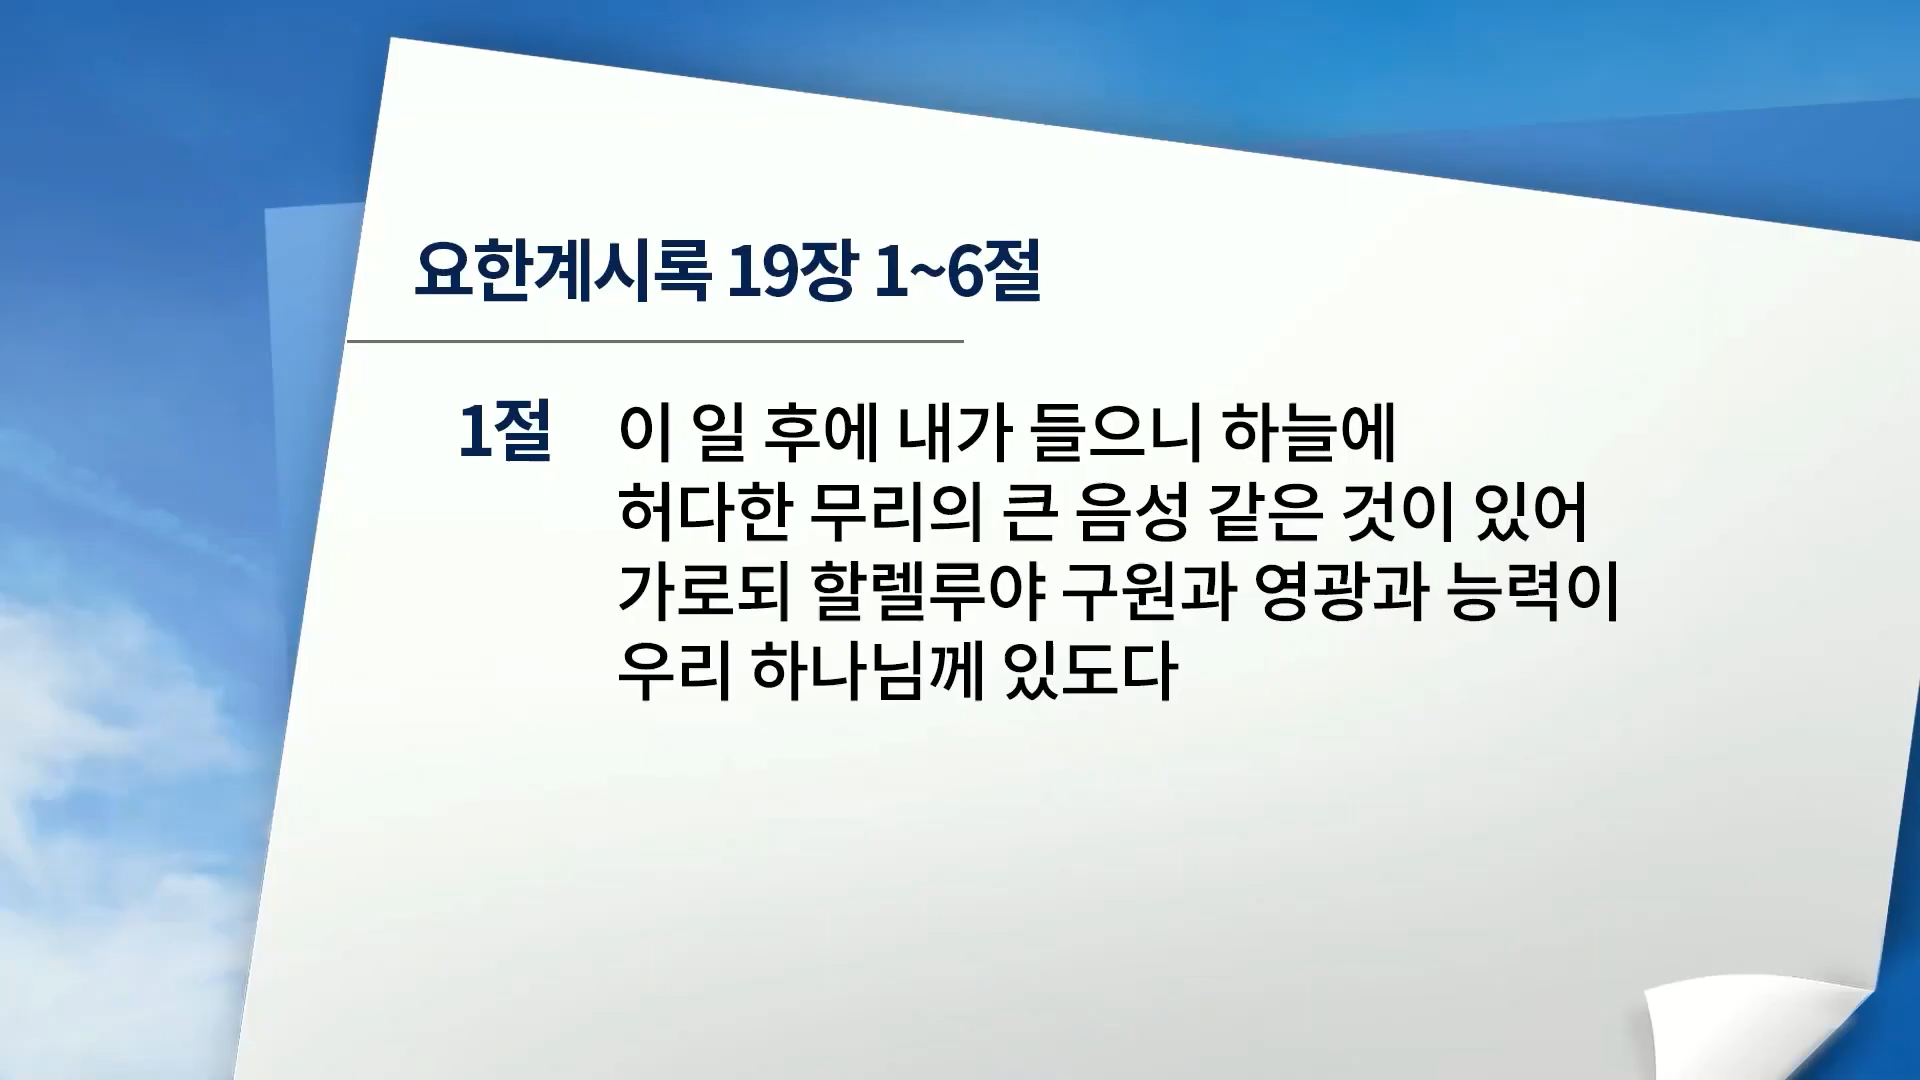 요한계시록 19장 1~6절
1절 이 일 후에 내가 들으니 하늘에
허다한 무리의 큰 음성 같은 것이 있어
가로되 할렐루야 구원과 영광과 능력이
우리 하나님께 있도다